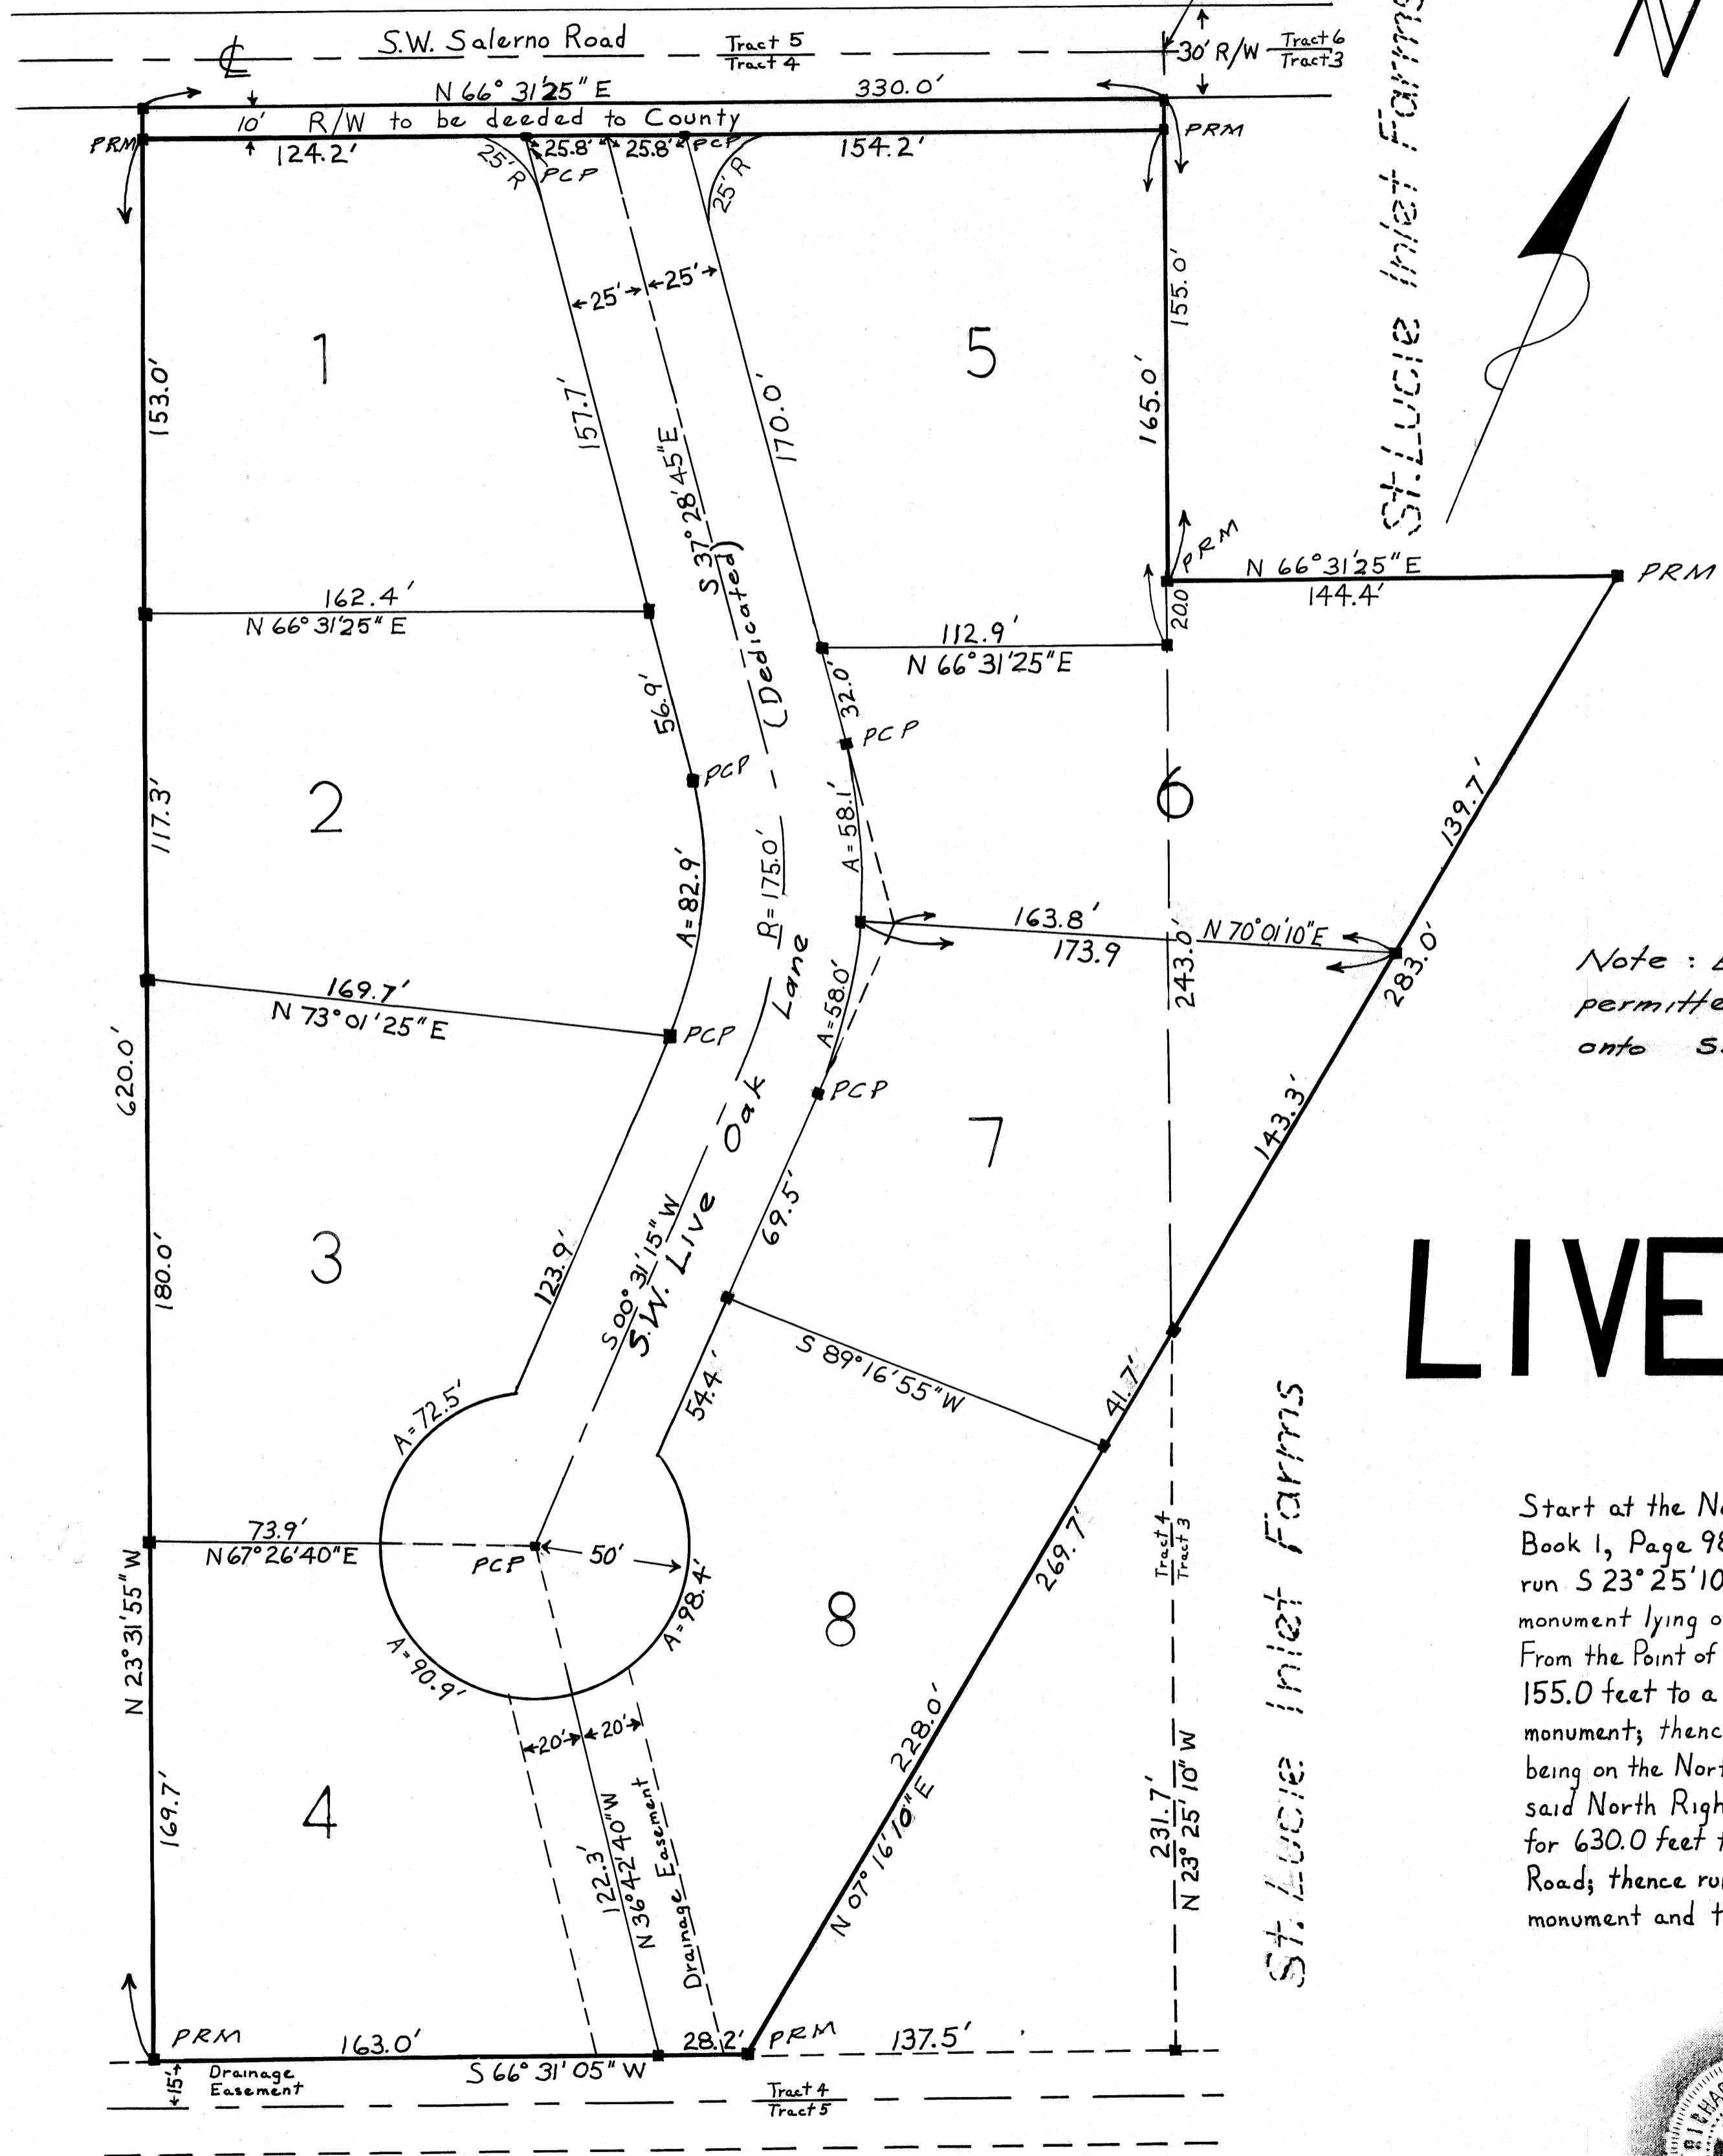 S.W. Salerno Road
Tract 5
Tract 4
30' R/W
Tract 6
Tract 3
N
N 66° 31'25" E
330.0'
10'
R/W to be deeded to County
PRM
124.2'
25' R
25.8'
25.8'
PCP
PCP
25' R
154.2'
PRM
25'
25'
1
5
153.0'
157.7'
170.0'
155.0'
165.0'
St. Lucie Inlet Farms
S 37° 28' 45" E
(Dedicated)
162.4'
N 66° 31'25" E
112.9'
N 66° 31'25" E
20.0'
PRM
N 66° 31'25" E
144.4'
PRM
56.9'
32.0'
PCP
PCP
2
6
117.3'
A = 82.9'
R = 175.0'
A = 58.1'
139.7'
163.8'
173.9
N 70° 01'10" E
243.0'
283.0'
169.7'
N 73° 01'25" E
PCP
A = 58.0'
PCP
S.W. Live Oak Lane
620.0'
7
143.3'
Note :
onto S.
3
180.0'
123.9'
S 00° 31' 15" W
69.5'
S 89° 16' 55" W
54.4'
41.7'
LIVE
A = 72.5'
73.9'
N 67° 26' 40" E
PCP
50'
N 23° 31' 55" W
A = 90.9'
A = 98.4'
8
269.7'
Tract 4
Tract 3
St. Lucie Inlet Farms
Start at the
Book 1, Page 98
run S 23° 25' 10
monument lying
From the Point of
155.0 feet to a
monument; thenc
being on the
said North
for 630.0 feet
Road; thence
monument and
20'
20'
4
169.7'
122.3'
N 36° 42' 40" W
Drainage Easement
228.0'
N 07° 16' 10" E
231.7'
N 23° 25' 10" W
PRM
163.0'
28.2'
PRM
137.5'
15'
Drainage
Easement
S 66° 31' 05" W
Tract 4
Tract 5